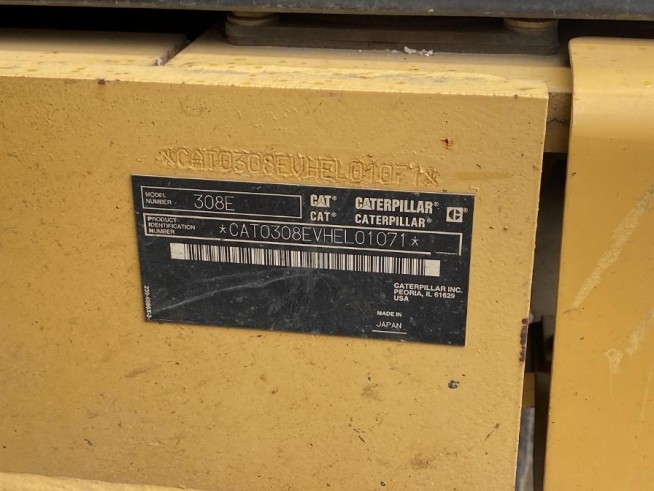 *CAT0308EVHEL01071*
MODEL NUMBER 308E
CAT® CATERPILLAR® C
CAT® CATERPILLAR®
PRODUCT IDENTIFICATION NUMBER *CAT0308EVHEL01071*
CATERPILLAR INC.
PEORIA, IL 61629
USA
MADE IN
JAPAN